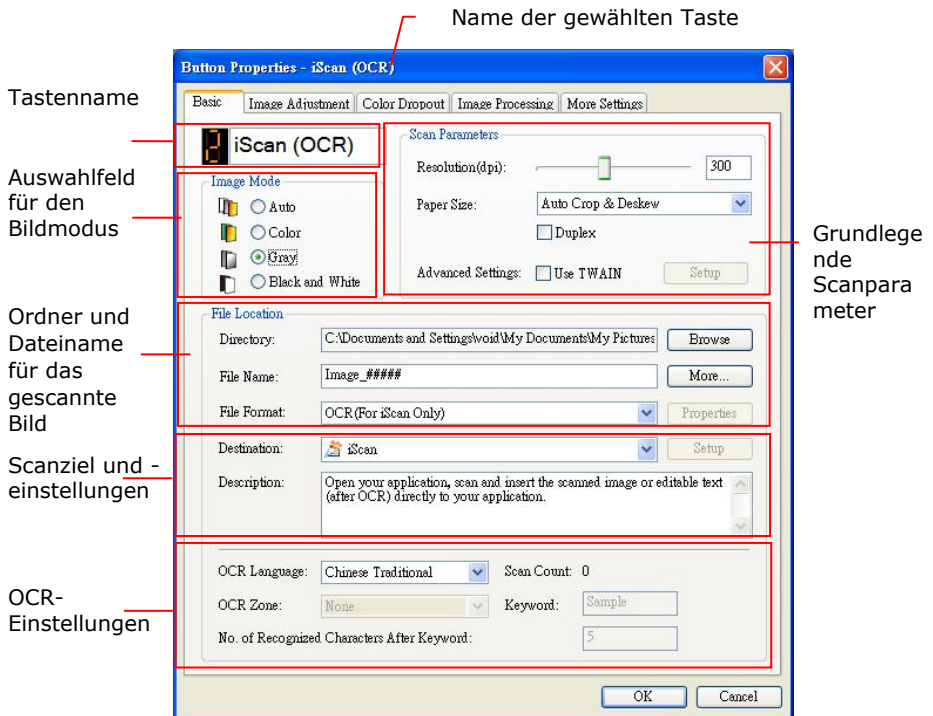 Name der gewählten Taste
Button Properties - iScan (OCR)
Tastenname
Basic Image Adjustment Color Dropout Image Processing More Settings
2 iScan (OCR)
Scan Parameters
Resolution(dpi): 300
Paper Size: Auto Crop & Deskew
Duplex
Advanced Settings: Use TWAIN Setup
Auswahlfeld
für den
Bildmodus
Image Mode
Auto
Color
Gray
Black and White
Grundlege
nde
Scanpara
meter
Ordner und
Dateiname
für das
gescannte
Bild
File Location
Directory: C:\Documents and Settings\void\My Documents\My Pictures Browse
File Name: Image_##### More...
File Format: OCR(For iScan Only) Properties
Scanziel und -
einstellungen
Destination: iScan Setup
Description: Open your application, scan and insert the scanned image or editable text
(after OCR) directly to your application.
OCR-
Einstellungen
OCR Language: Chinese Traditional Scan Count: 0
OCR Zone: None Keyword: Sample
No. of Recognized Characters After Keyword: 5
OK Cancel